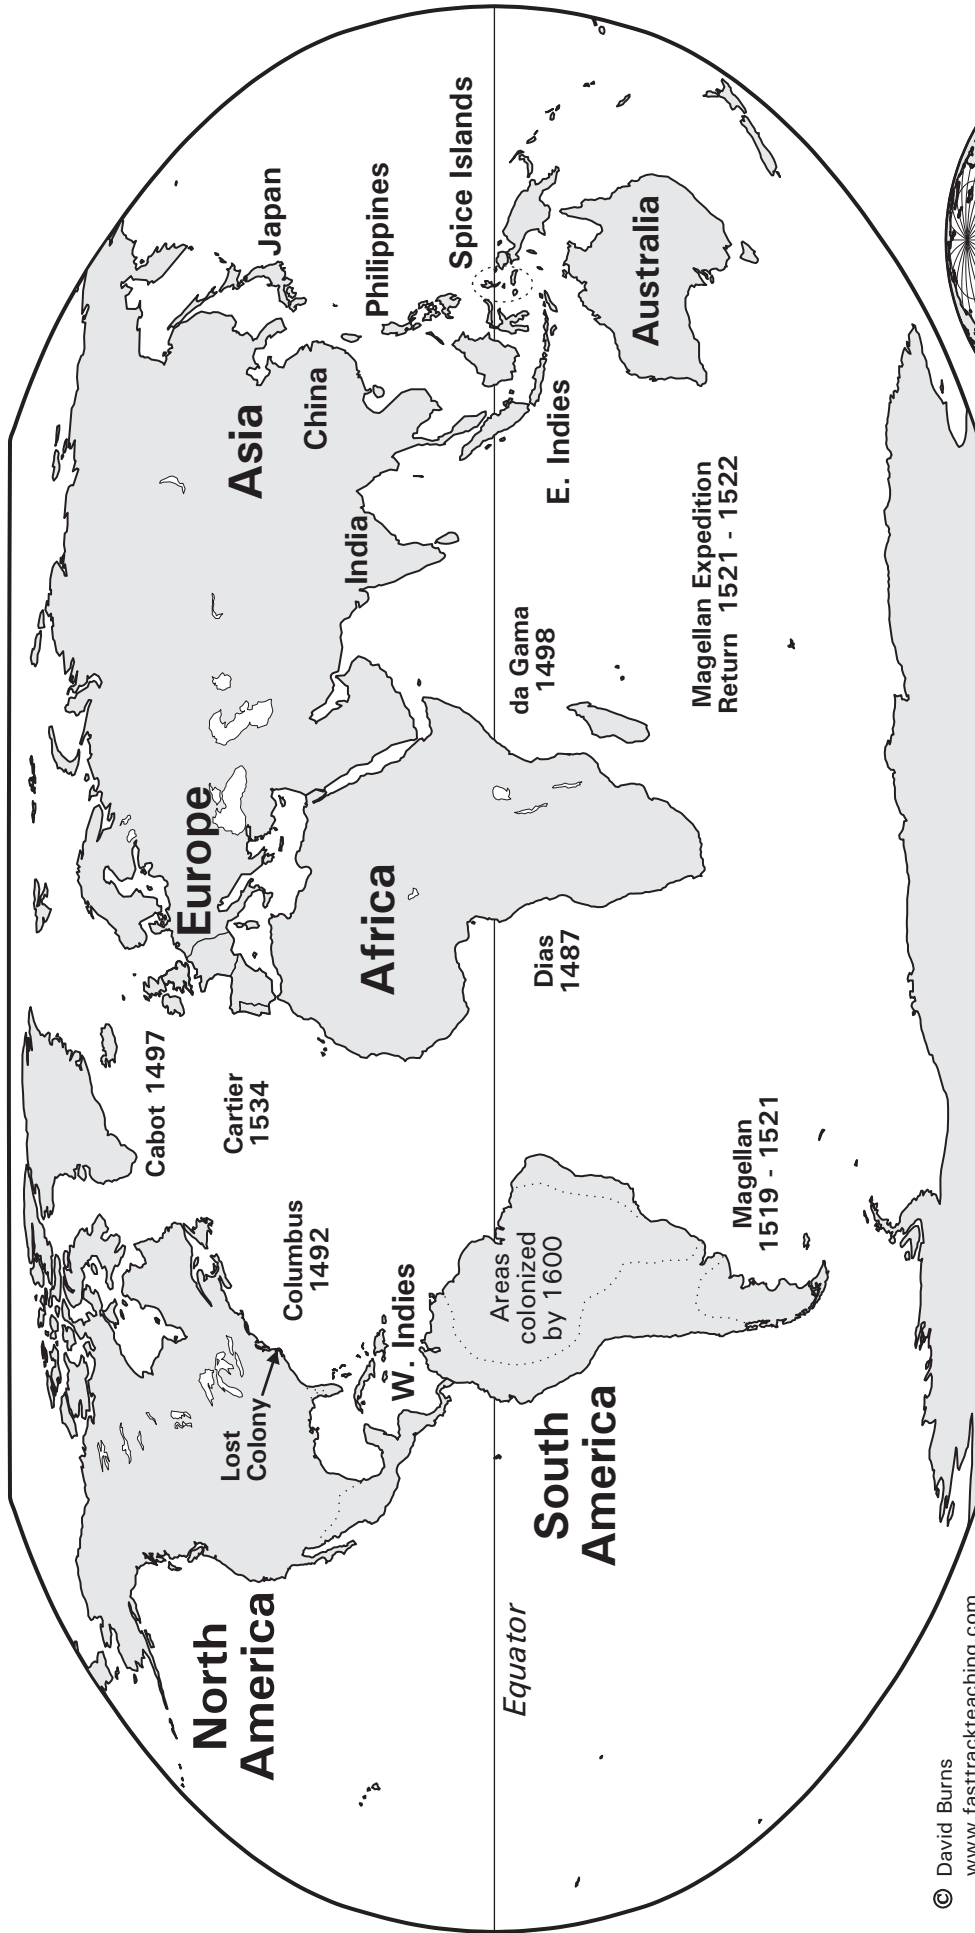 North
America
Lost
Colony
Columbus
1492
W. Indies
Cabot 1497
Cartier
1534
Europe
Asia
China
India
Japan
Philippines
Spice Islands
E. Indies
Australia
Africa
Equator
South
America
Areas
colonized
by 1600
Magellan
1519 - 1521
Dias
1487
da Gama
1498
Magellan Expedition
Return 1521 - 1522
© David Burns
www.fasttrackteaching.com